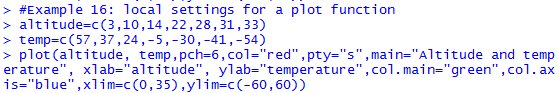 > #Example 16: local settings for a plot function
> altitude=c(3,10,14,22,28,31,33)
> temp=c(57,37,24,-5,-30,-41,-54)
> plot(altitude, temp,pch=6,col="red",pty="s",main="Altitude and temp
erature", xlab="altitude", ylab="temperature",col.main="green",col.ax
is="blue",xlim=c(0,35),ylim=c(-60,60))